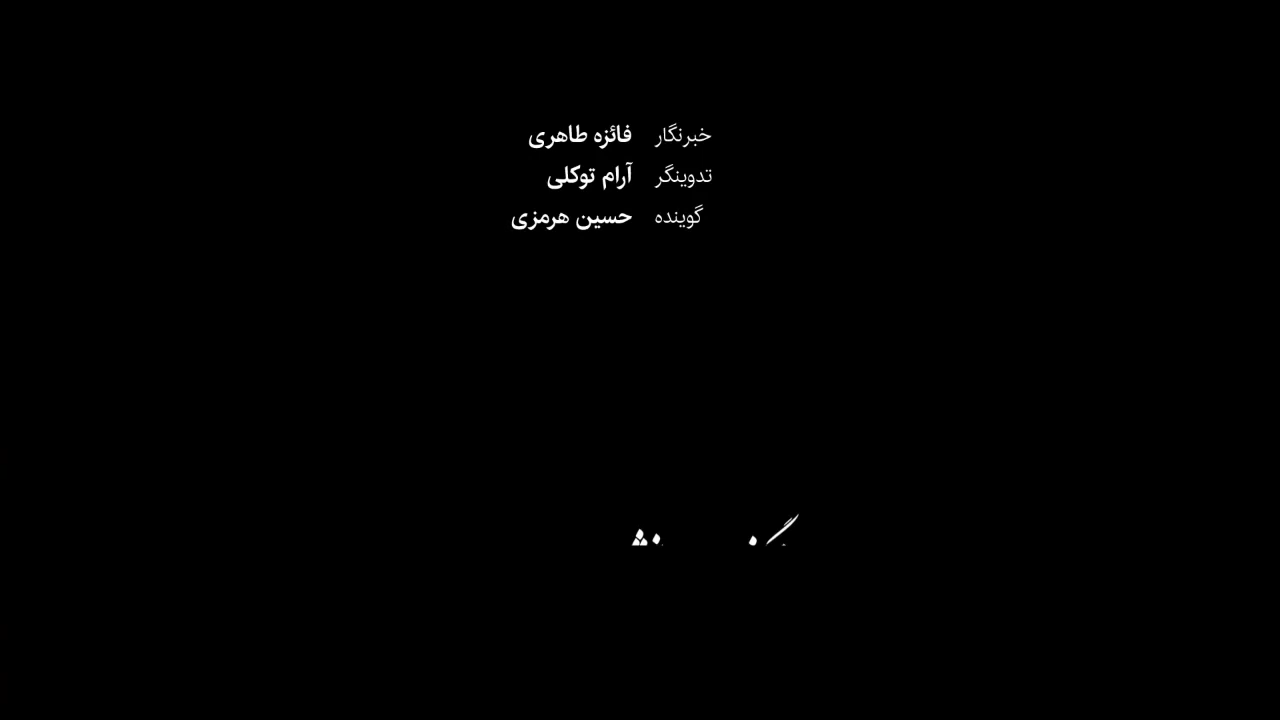 خبرنگار فائزه طاهری
تدوینگر آرام توکلی
گوینده حسین هرمزی